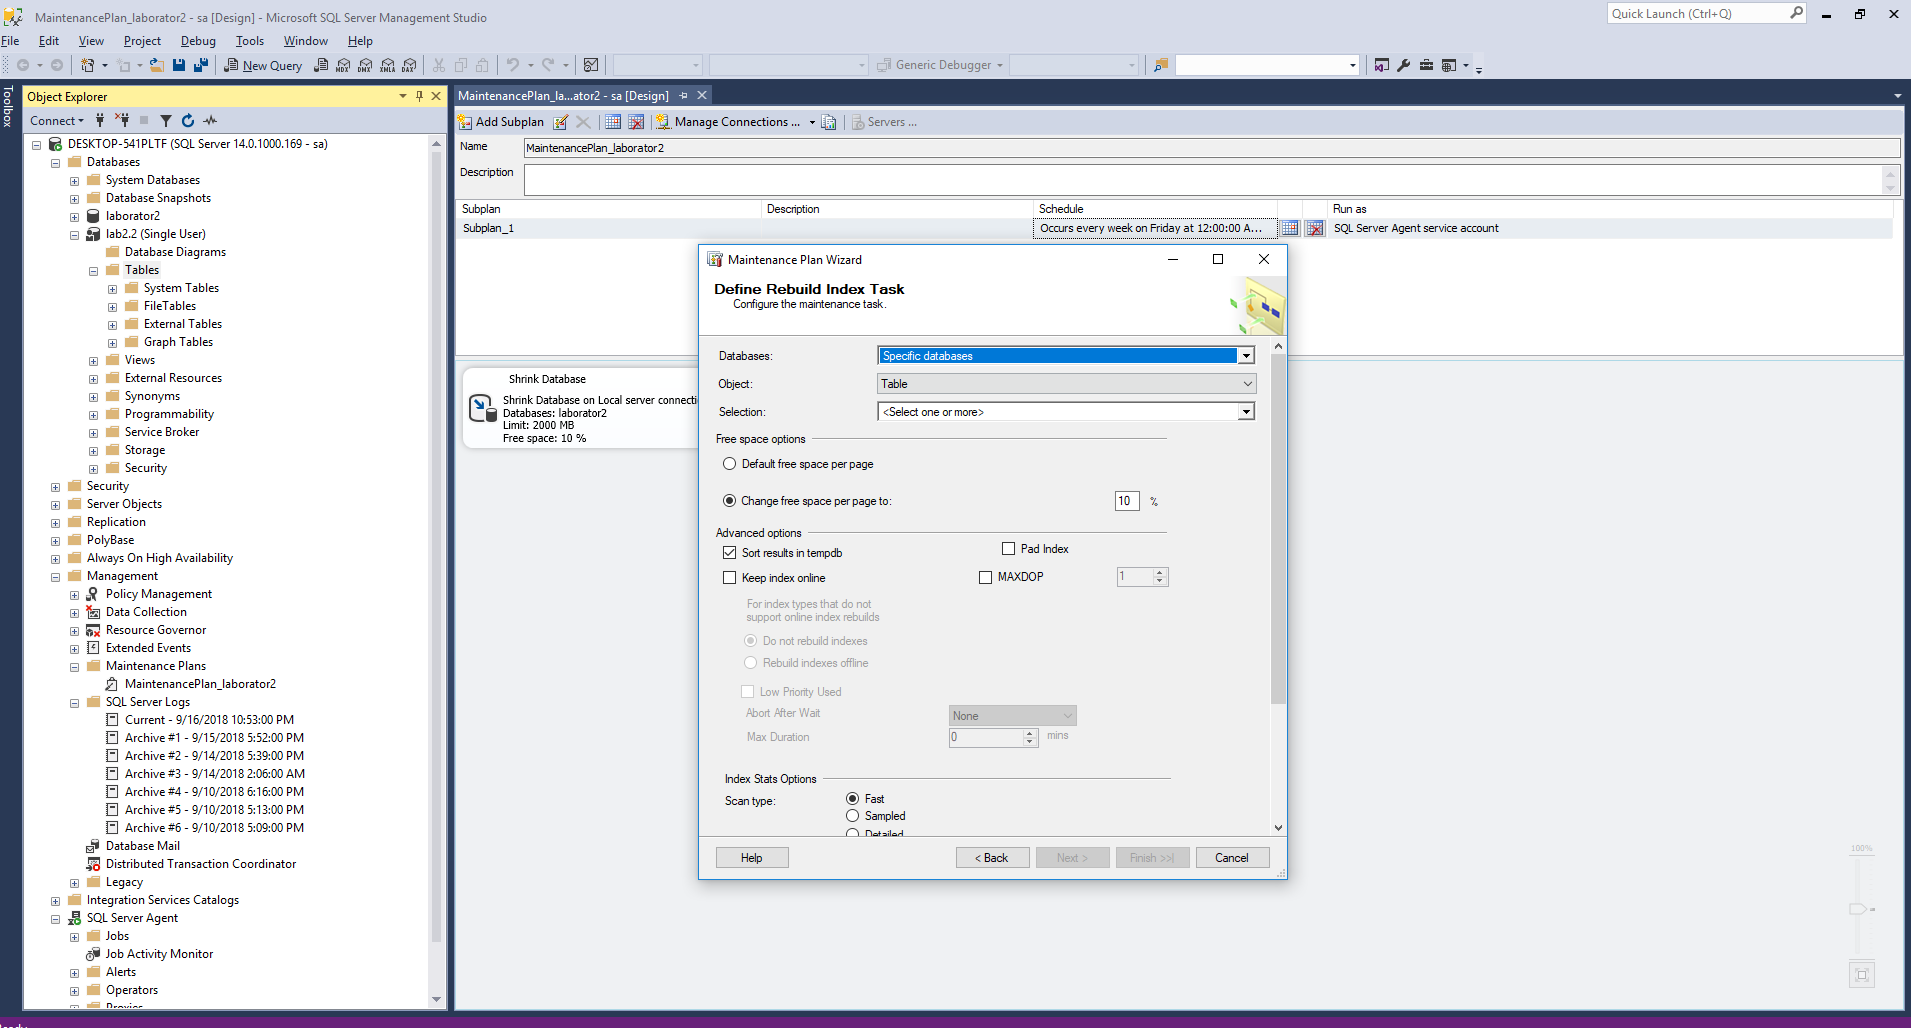 MaintenancePlan_laborator2 - sa [Design] - Microsoft SQL Server Management Studio
Quick Launch (Ctrl+Q)
File Edit View Project Debug Tools Window Help
New Query
MDX DMX XMLA DAX
Generic Debugger
Toolbox
Object Explorer
Connect
DESKTOP-541PLTF (SQL Server 14.0.1000.169 - sa)
Databases
System Databases
Database Snapshots
laborator2
lab2.2 (Single User)
Database Diagrams
Tables
System Tables
FileTables
External Tables
Graph Tables
Views
External Resources
Synonyms
Programmability
Service Broker
Storage
Security
Security
Server Objects
Replication
PolyBase
Always On High Availability
Management
Policy Management
Data Collection
Resource Governor
Extended Events
Maintenance Plans
MaintenancePlan_laborator2
SQL Server Logs
Current - 9/16/2018 10:53:00 PM
Archive #1 - 9/15/2018 5:52:00 PM
Archive #2 - 9/14/2018 5:39:00 PM
Archive #3 - 9/14/2018 2:06:00 AM
Archive #4 - 9/10/2018 6:16:00 PM
Archive #5 - 9/10/2018 5:13:00 PM
Archive #6 - 9/10/2018 5:09:00 PM
Database Mail
Distributed Transaction Coordinator
Legacy
Integration Services Catalogs
SQL Server Agent
Jobs
Job Activity Monitor
Alerts
Operators
Proxies
MaintenancePlan_la...ator2 - sa [Design]
Add Subplan
Manage Connections ...
Servers ...
Name MaintenancePlan_laborator2
Description
Subplan Description Schedule Run as
Subplan_1 Occurs every week on Friday at 12:00:00 A... SQL Server Agent service account
Shrink Database
Shrink Database on Local server connecti
Databases: laborator2
Limit: 2000 MB
Free space: 10 %
Maintenance Plan Wizard
Define Rebuild Index Task
Configure the maintenance task.
Databases: Specific databases
Object: Table
Selection: <Select one or more>
Free space options
Default free space per page
Change free space per page to: 10 %
Advanced options
Sort results in tempdb Pad Index
Keep index online MAXDOP 1
For index types that do not
support online index rebuilds
Do not rebuild indexes
Rebuild indexes offline
Low Priority Used
Abort After Wait None
Max Duration 0 mins
Index Stats Options
Scan type: Fast
Sampled
Detailed
Help < Back Next > Finish >>| Cancel
100%
Ready